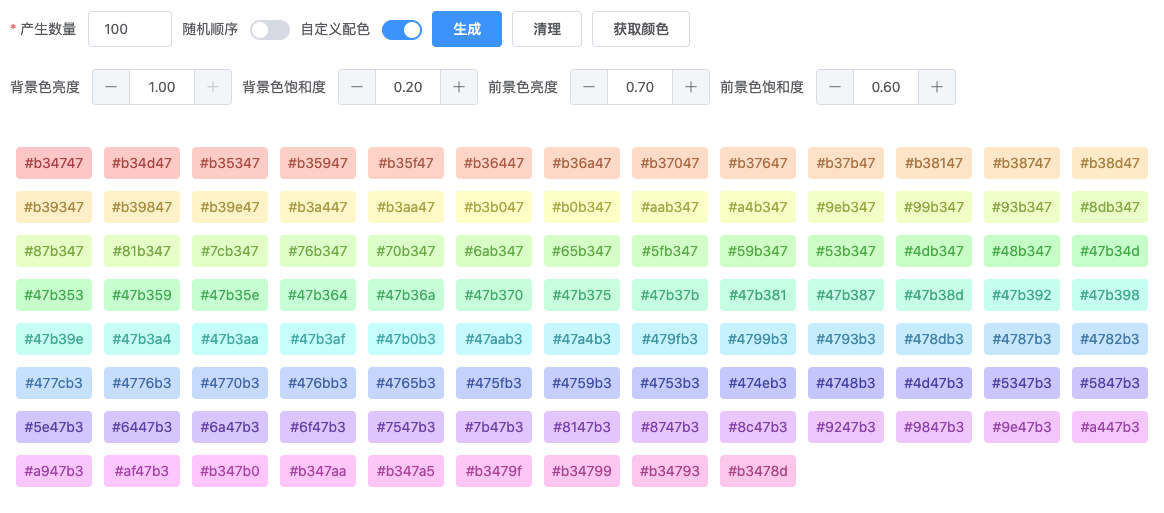 * 产生数量 100 随机顺序 自定义配色 生成 清理 获取颜色
背景色亮度 1.00 背景色饱和度 0.20 前景色亮度 0.70 前景色饱和度 0.60
#b34747 #b34d47 #b35347 #b35947 #b35f47 #b36447 #b36a47 #b37047 #b37647 #b37b47 #b38147 #b38747 #b38d47
#b39347 #b39847 #b39e47 #b3a447 #b3aa47 #b3b047 #b0b347 #aab347 #a4b347 #9eb347 #99b347 #93b347 #8db347
#87b347 #81b347 #7cb347 #76b347 #70b347 #6ab347 #65b347 #5fb347 #59b347 #53b347 #4db347 #48b347 #47b34d
#47b353 #47b359 #47b35e #47b364 #47b36a #47b370 #47b375 #47b37b #47b381 #47b387 #47b38d #47b392 #47b398
#47b39e #47b3a4 #47b3aa #47b3af #47b0b3 #47aab3 #47a4b3 #479fb3 #4799b3 #4793b3 #478db3 #4787b3 #4782b3
#477cb3 #4776b3 #4770b3 #476bb3 #4765b3 #475fb3 #4759b3 #4753b3 #474eb3 #4748b3 #4d47b3 #5347b3 #5847b3
#5e47b3 #6447b3 #6a47b3 #6f47b3 #7547b3 #7b47b3 #8147b3 #8747b3 #8c47b3 #9247b3 #9847b3 #9e47b3 #a447b3
#a947b3 #af47b3 #b347b0 #b347aa #b347a5 #b3479f #b34799 #b34793 #b3478d